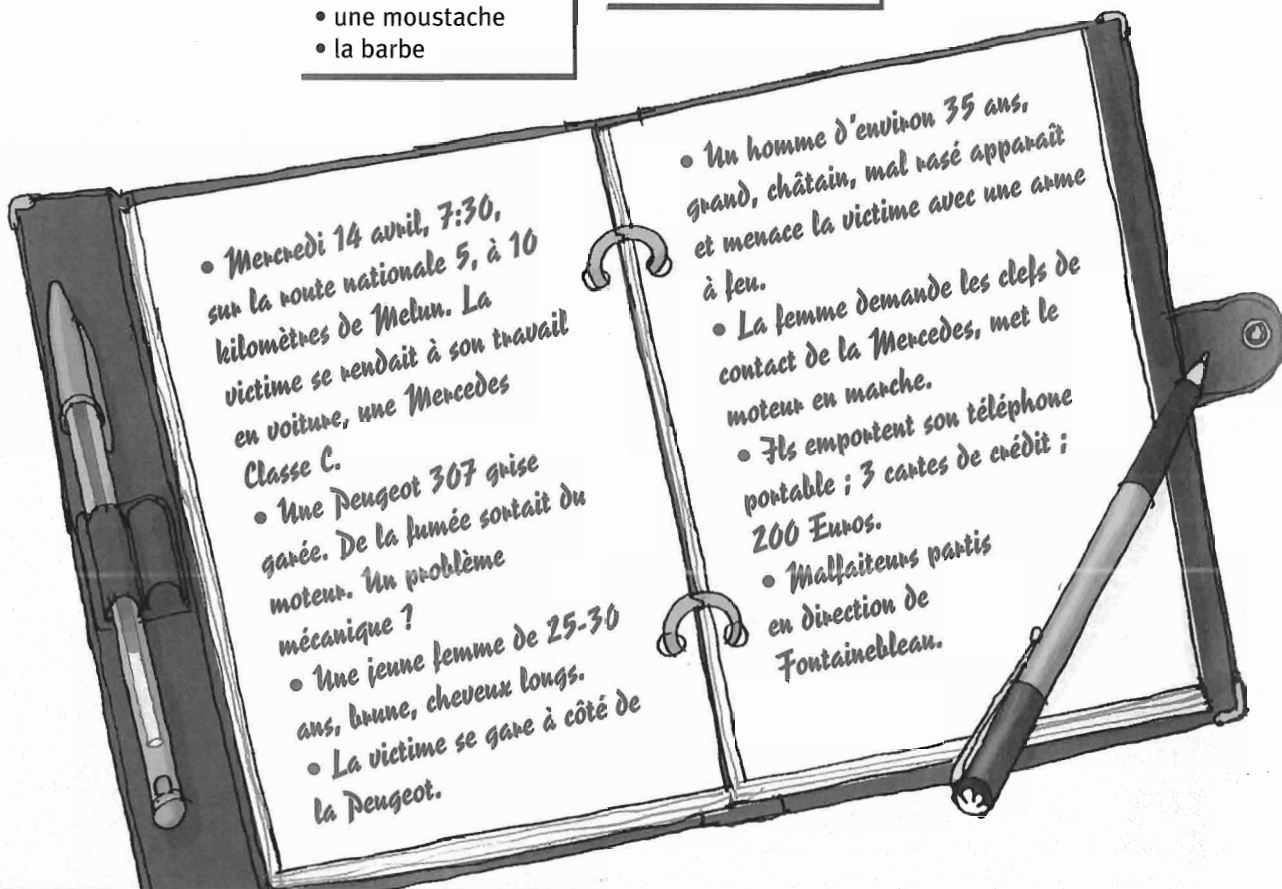 • une moustache
• la barbe
• Mercredi 14 avril, 7:30,
sur la route nationale 5, à 10
kilomètres de Melun. La
victime se rendait à son travail
en voiture, une Mercedes
Classe C.
• Une Peugeot 307 grise
garée. De la fumée sortait du
moteur. Un problème
mécanique ?
• Une jeune femme de 25-30
ans, brune, cheveux longs.
• La victime se gare à côté de
la Peugeot.
• Un homme d'environ 35 ans,
grand, châtain, mal rasé apparaît
et menace la victime avec une arme
à feu.
• La femme demande les clefs de
contact de la Mercedes, met le
moteur en marche.
• Ils emportent son téléphone
portable ; 3 cartes de crédit ;
200 Euros.
• Malfaiteurs partis
en direction de
Fontainebleau.